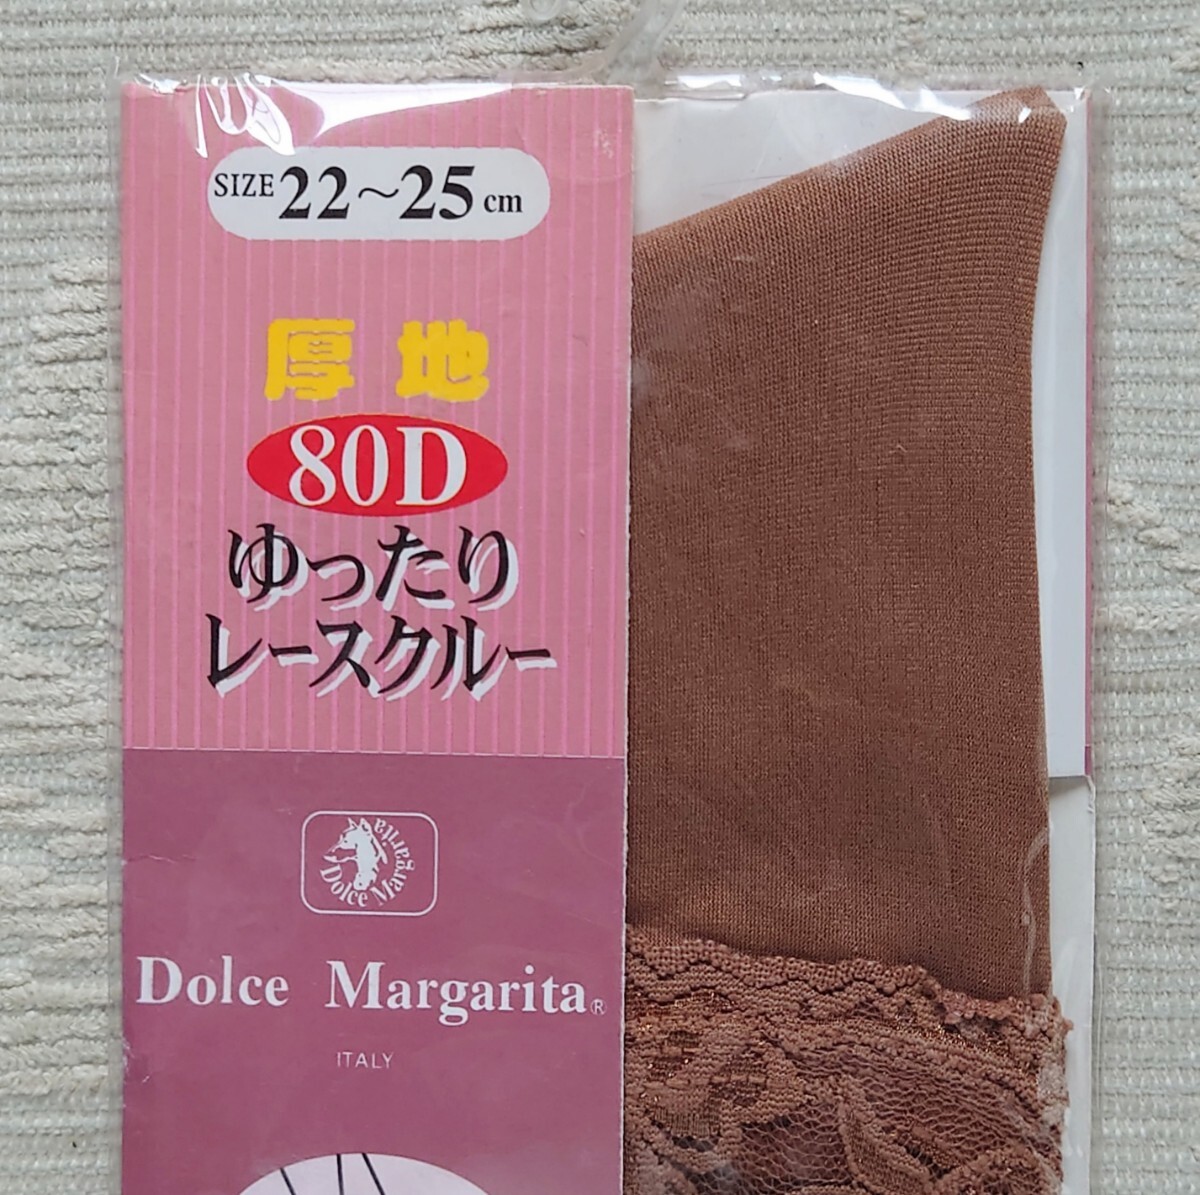 SIZE 22～25 cm
厚地
80D
ゆったり
レースクルー
Dolce Margarita
Dolce Margarita®
ITALY